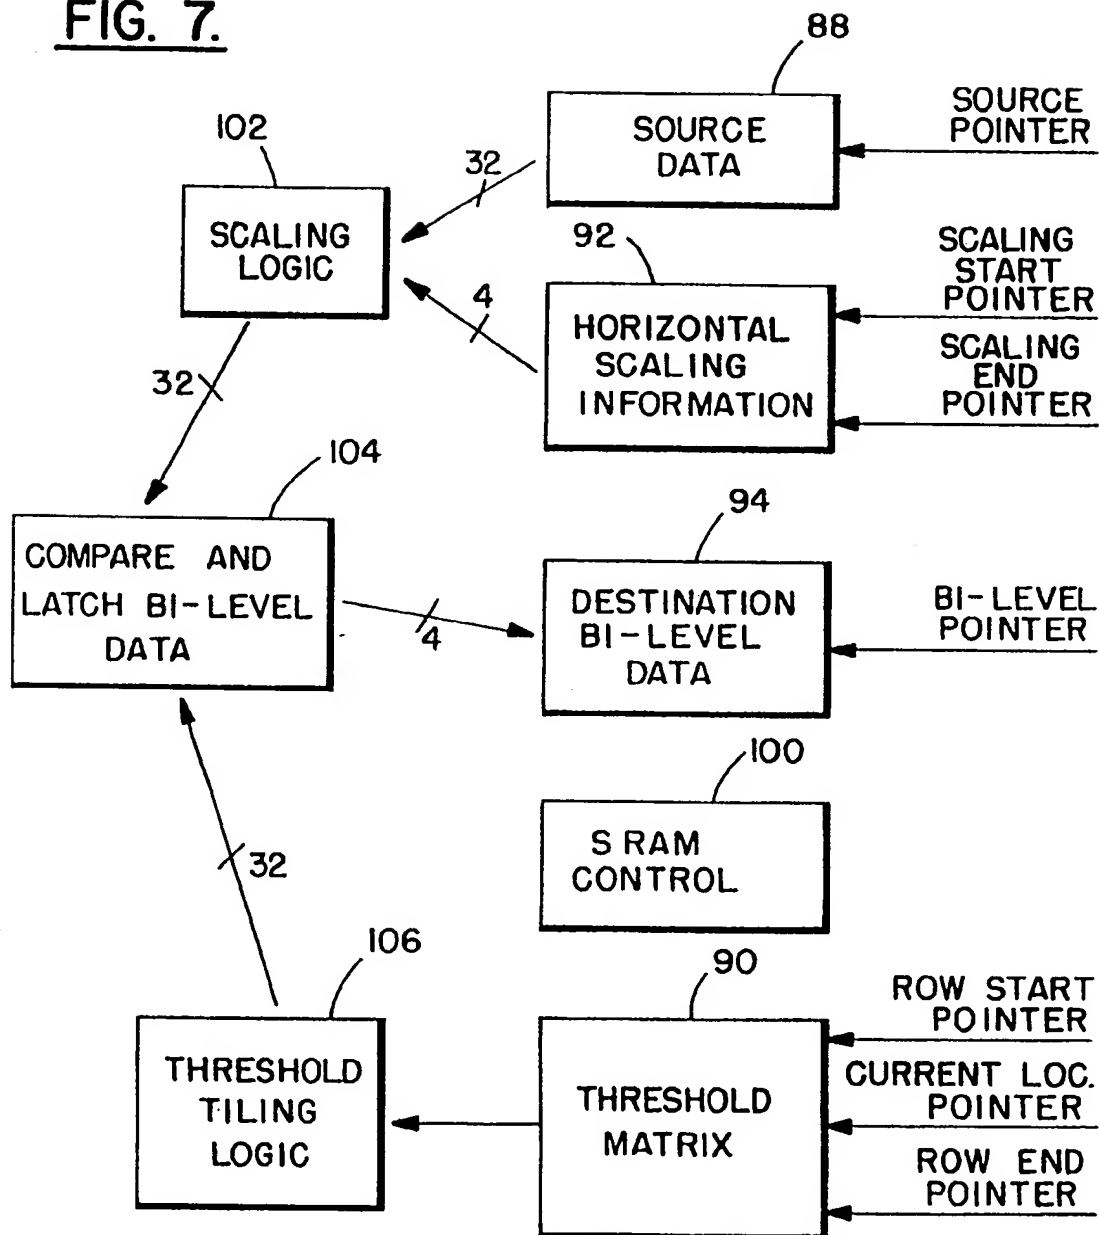 FIG. 7.
88
SOURCE
POINTER
SOURCE
DATA
102
32
SCALING
LOGIC
92
SCALING
START
POINTER
4
HORIZONTAL
SCALING
INFORMATION
SCALING
END
POINTER
32
104
COMPARE AND
LATCH BI-LEVEL
DATA
94
4
DESTINATION
BI-LEVEL
DATA
BI-LEVEL
POINTER
100
S RAM
CONTROL
32
106
THRESHOLD
TILING
LOGIC
90
THRESHOLD
MATRIX
ROW START
POINTER
CURRENT LOC.
POINTER
ROW END
POINTER